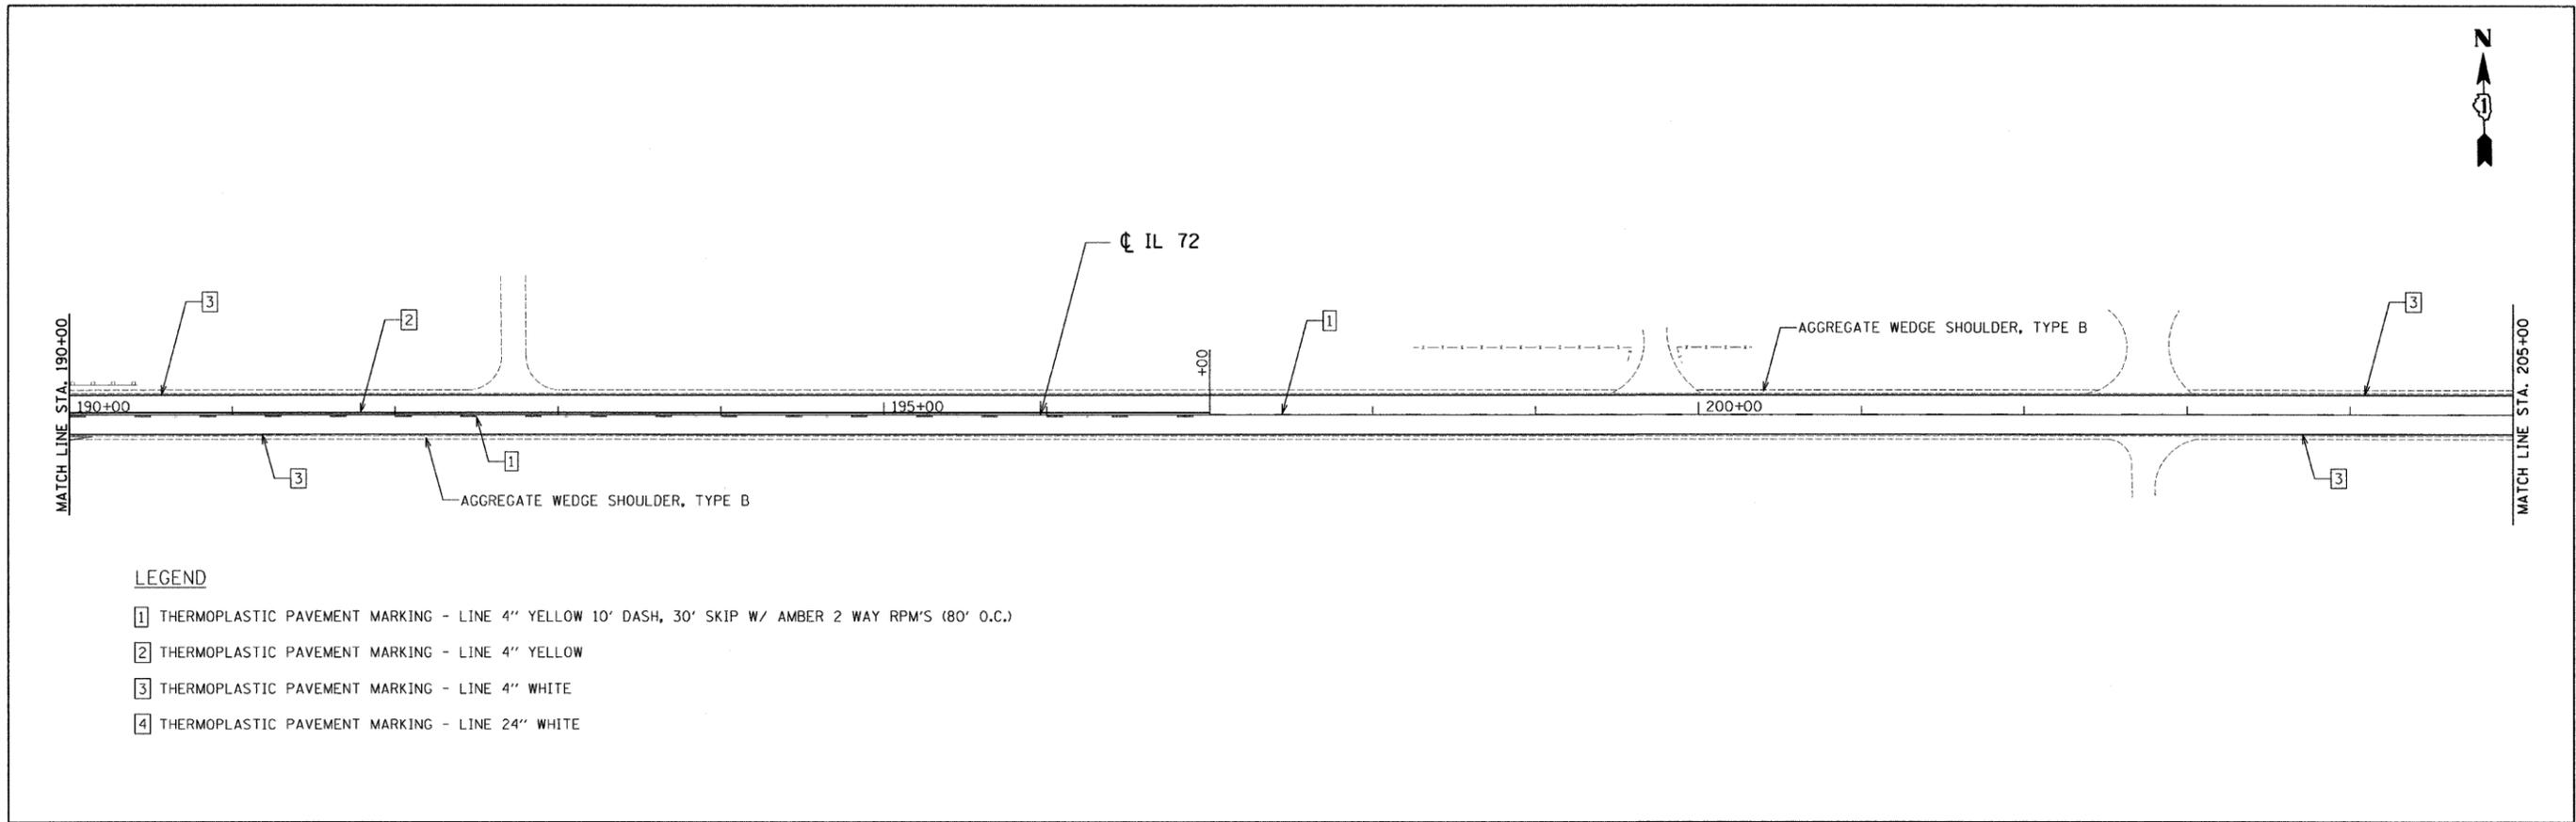 N
1
℄ IL 72
3
2
1
3
AGGREGATE WEDGE SHOULDER, TYPE B
+00
MATCH LINE STA. 190+00
190+00
195+00
200+00
MATCH LINE STA. 205+00
3
1
AGGREGATE WEDGE SHOULDER, TYPE B
3
LEGEND
1 THERMOPLASTIC PAVEMENT MARKING - LINE 4" YELLOW 10' DASH, 30' SKIP W/ AMBER 2 WAY RPM'S (80' O.C.)
2 THERMOPLASTIC PAVEMENT MARKING - LINE 4" YELLOW
3 THERMOPLASTIC PAVEMENT MARKING - LINE 4" WHITE
4 THERMOPLASTIC PAVEMENT MARKING - LINE 24" WHITE